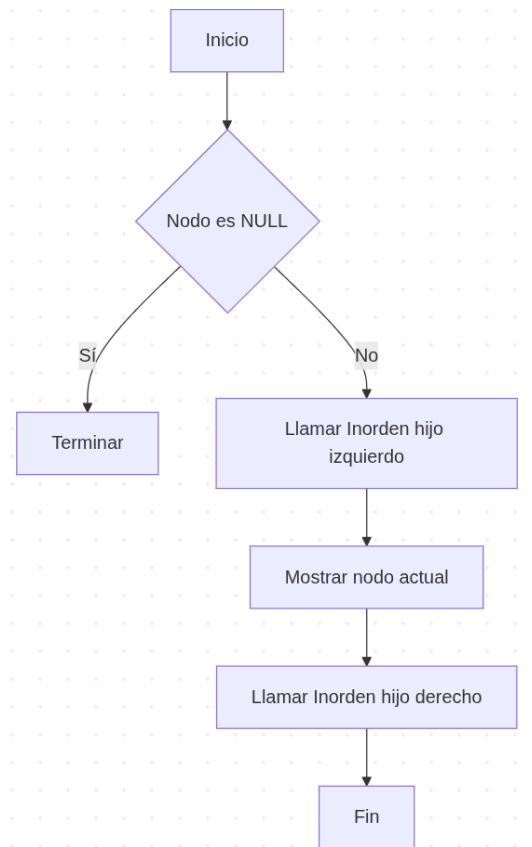 Inicio
Nodo es NULL
Sí
No
Terminar
Llamar Inorden hijo
izquierdo
Mostrar nodo actual
Llamar Inorden hijo derecho
Fin